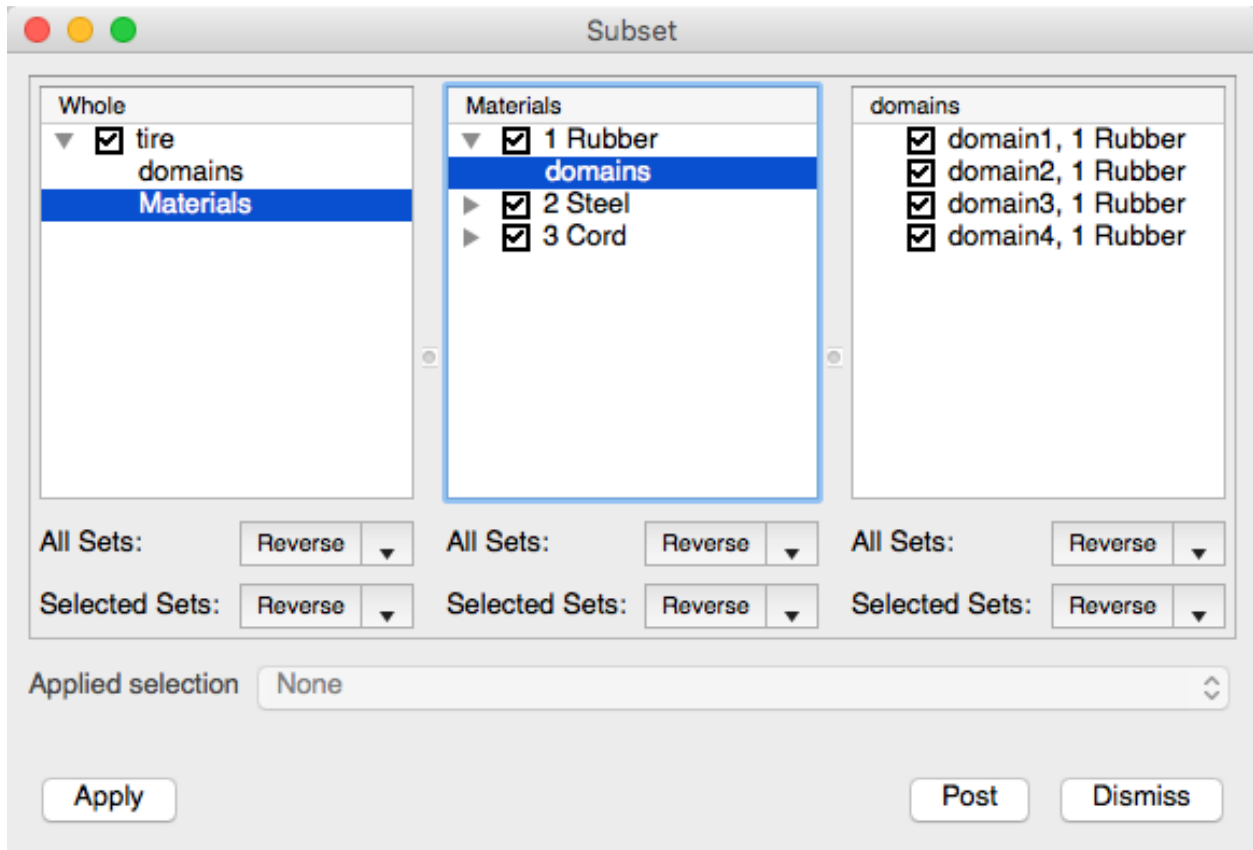 Subset
Whole
tire
domains
Materials
Materials
1 Rubber
domains
2 Steel
3 Cord
domains
domain1, 1 Rubber
domain2, 1 Rubber
domain3, 1 Rubber
domain4, 1 Rubber
All Sets: Reverse
Selected Sets: Reverse
All Sets: Reverse
Selected Sets: Reverse
All Sets: Reverse
Selected Sets: Reverse
Applied selection None
Apply Post Dismiss